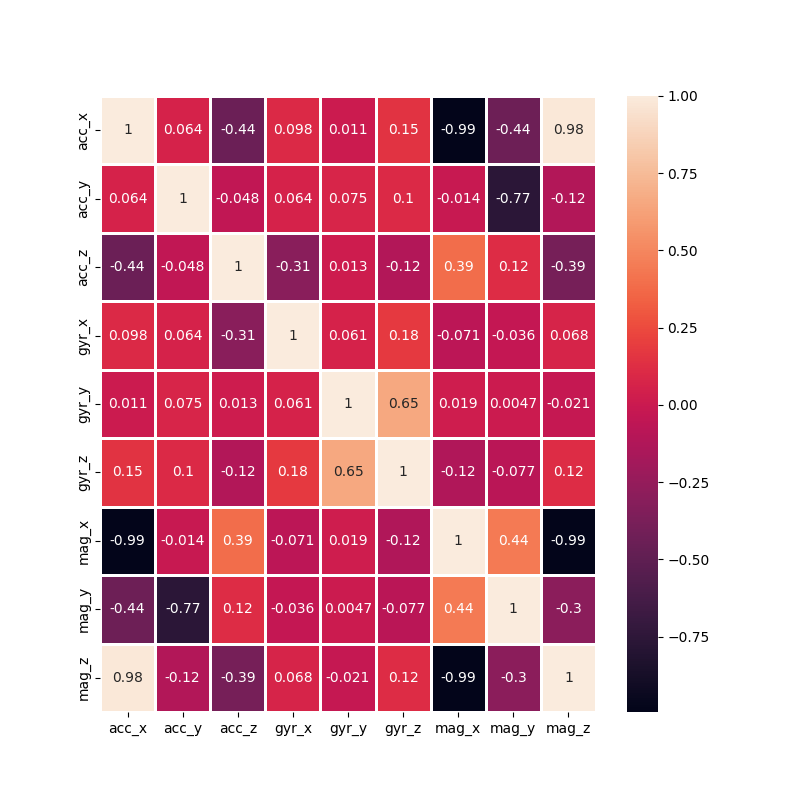 acc_x 1 0.064 -0.44 0.098 0.011 0.15 -0.99 -0.44 0.98
acc_y 0.064 1 -0.048 0.064 0.075 0.1 -0.014 -0.77 -0.12
acc_z -0.44 -0.048 1 -0.31 0.013 -0.12 0.39 0.12 -0.39
gyr_x 0.098 0.064 -0.31 1 0.061 0.18 -0.071 -0.036 0.068
gyr_y 0.011 0.075 0.013 0.061 1 0.65 0.019 0.0047 -0.021
gyr_z 0.15 0.1 -0.12 0.18 0.65 1 -0.12 -0.077 0.12
mag_x -0.99 -0.014 0.39 -0.071 0.019 -0.12 1 0.44 -0.99
mag_y -0.44 -0.77 0.12 -0.036 0.0047 -0.077 0.44 1 -0.3
mag_z 0.98 -0.12 -0.39 0.068 -0.021 0.12 -0.99 -0.3 1
acc_x acc_y acc_z gyr_x gyr_y gyr_z mag_x mag_y mag_z
1.00
0.75
0.50
0.25
0.00
−0.25
−0.50
−0.75